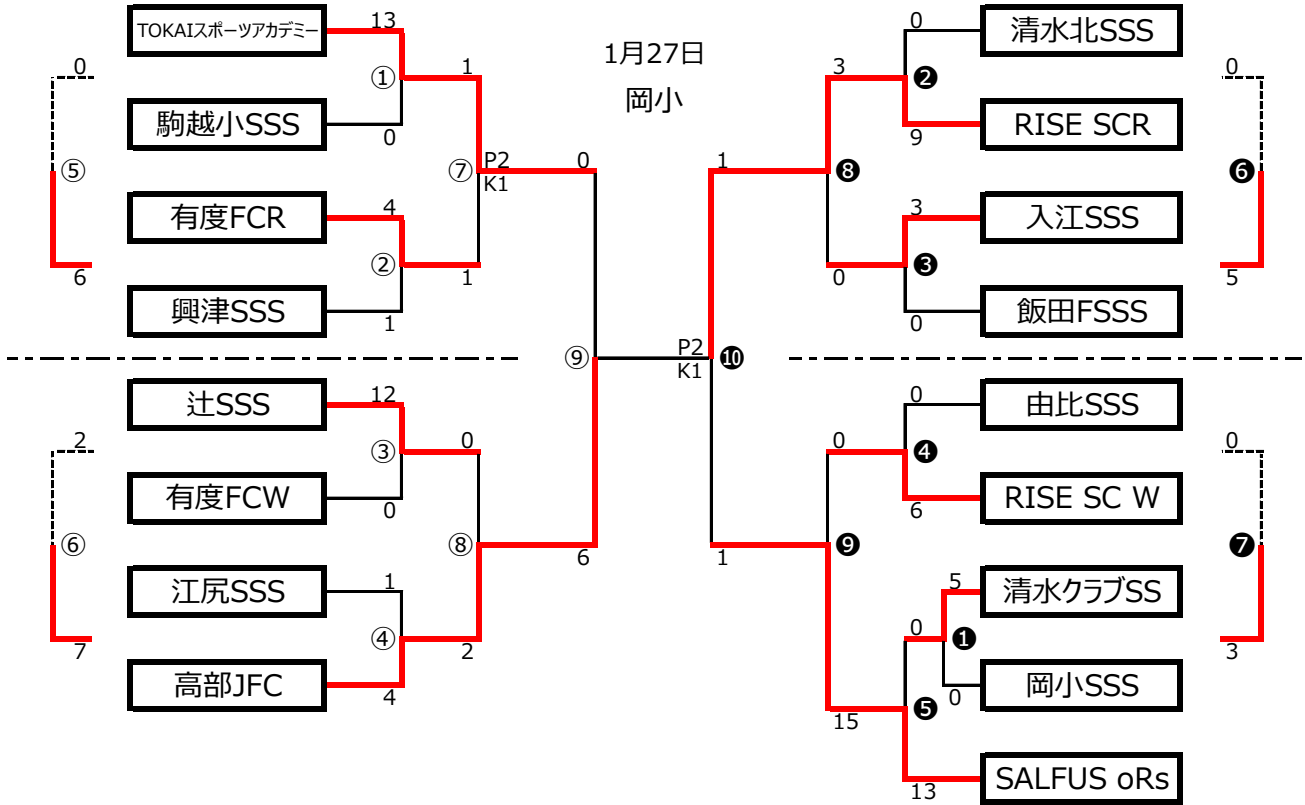 TOKAIスポーツアカデミー 13
1月27日
岡小
0 清水北SSS
0 ① 1
3 ❷ 0
駒越小SSS 0
9 RISE SCR
⑤ ⑦ P2 0
K1
1 ❽ ❻
有度FCR 4
3 入江SSS
6 ② 1
0 ❸ 5
興津SSS 1
0 飯田FSSS
⑨ P2 ❿
K1
辻SSS 12
0 由比SSS
2 ③ 0
0 ❹ 0
有度FCW 0
6 RISE SC W
⑥ ⑧ 6
1 ❾ ❼
江尻SSS 1
5 清水クラブSS
7 ④ 2
0 ❶ 3
高部JFC 4
0 岡小SSS
15 ❺
13 SALFUS oRs